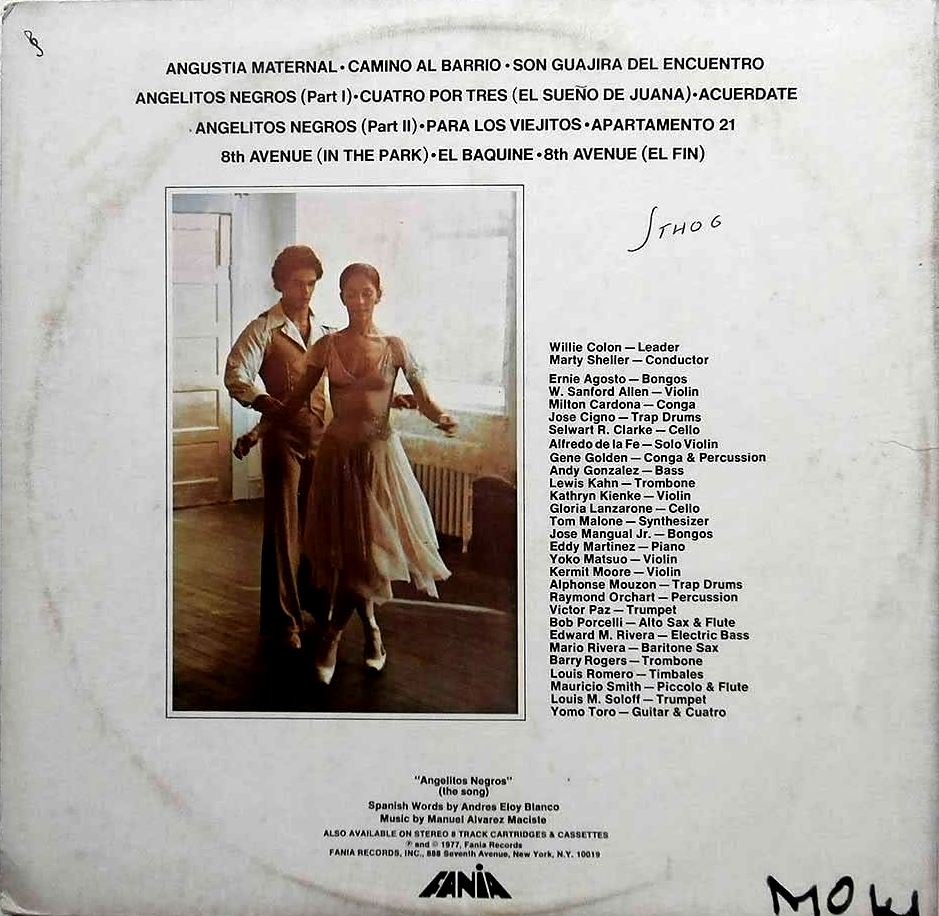 ANGUSTIA MATERNAL • CAMINO AL BARRIO • SON GUAJIRA DEL ENCUENTRO
ANGELITOS NEGROS (Part I) • CUATRO POR TRES (EL SUEÑO DE JUANA) • ACUERDATE
ANGELITOS NEGROS (Part II) • PARA LOS VIEJITOS • APARTAMENTO 21
8th AVENUE (IN THE PARK) • EL BAQUINE • 8th AVENUE (EL FIN)
Willie Colon — Leader
Marty Sheller — Conductor
Ernie Agosto — Bongos
W. Sanford Allen — Violin
Milton Cardona — Conga
Jose Cigno — Trap Drums
Selwart R. Clarke — Cello
Alfredo de la Fe — Solo Violin
Gene Golden — Conga & Percussion
Andy Gonzalez — Bass
Lewis Kahn — Trombone
Kathryn Kienke — Violin
Gloria Lanzarone — Cello
Tom Malone — Synthesizer
Jose Mangual Jr. — Bongos
Eddy Martinez — Piano
Yoko Matsuo — Violin
Kermit Moore — Violin
Alphonse Mouzon — Trap Drums
Raymond Orchart — Percussion
Victor Paz — Trumpet
Bob Porcelli — Alto Sax & Flute
Edward M. Rivera — Electric Bass
Mario Rivera — Baritone Sax
Barry Rogers — Trombone
Louis Romero — Timbales
Mauricio Smith — Piccolo & Flute
Louis M. Soloff — Trumpet
Yomo Toro — Guitar & Cuatro
"Angelitos Negros"
(the song)
Spanish Words by Andres Eloy Blanco
Music by Manuel Alvarez Maciste
ALSO AVAILABLE ON STEREO 8 TRACK CARTRIDGES & CASSETTES
℗ and © 1977, Fania Records
FANIA RECORDS, INC., 888 Seventh Avenue, New York, N.Y. 10019
FANIA